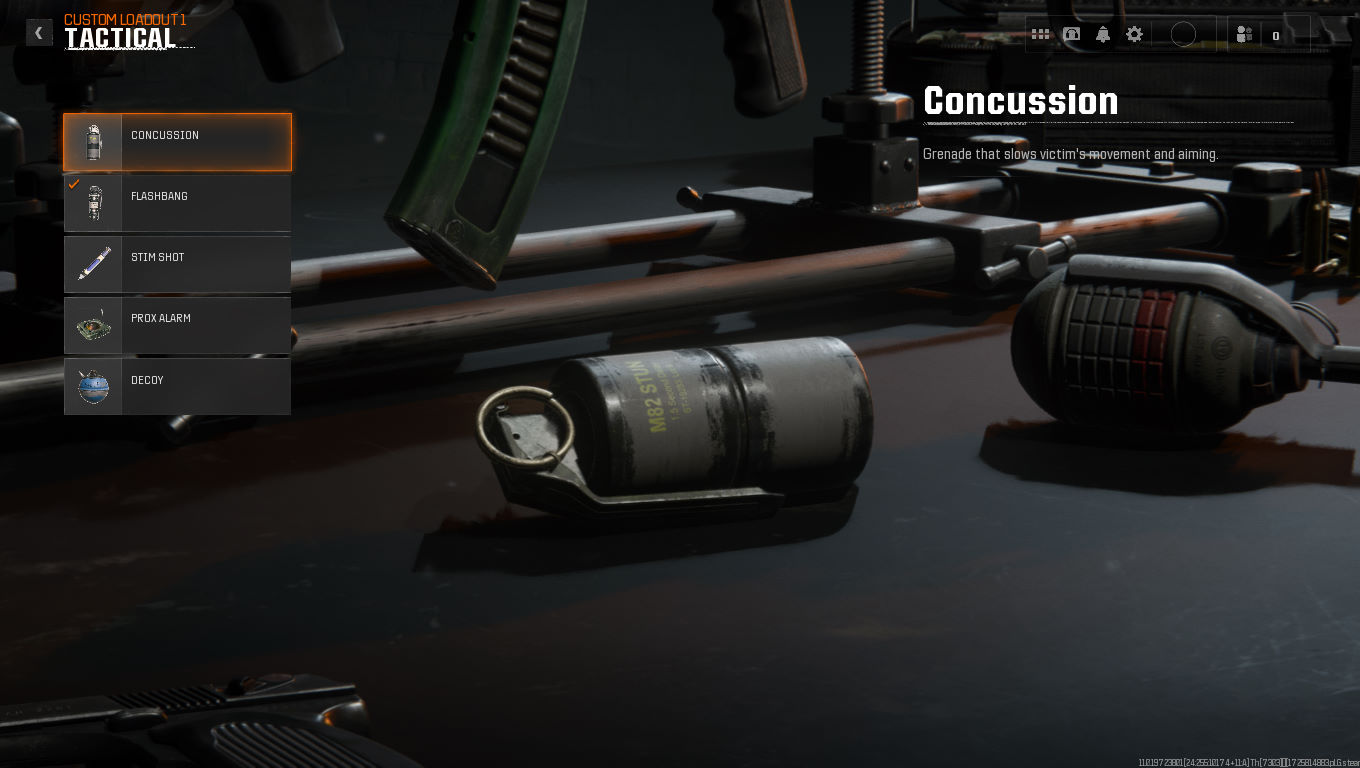 CUSTOM LOADOUT 1
TACTICAL
0
Concussion
Grenade that slows victim's movement and aiming.
CONCUSSION
FLASHBANG
STIM SHOT
PROX ALARM
DECOY
M82 STUN